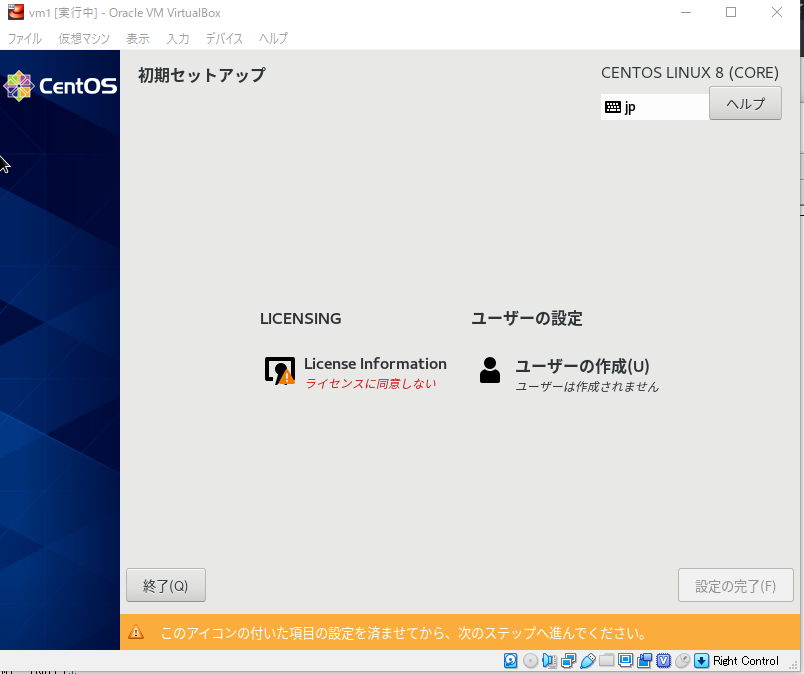 vm1 [実行中] - Oracle VM VirtualBox
ファイル 仮想マシン 表示 入力 デバイス ヘルプ
CentOS
初期セットアップ
CENTOS LINUX 8 (CORE)
jp
ヘルプ
LICENSING
ユーザーの設定
License Information
ライセンスに同意しない
ユーザーの作成(U)
ユーザーは作成されません
終了(Q)
設定の完了(F)
このアイコンの付いた項目の設定を済ませてから、次のステップへ進んでください。
Right Control